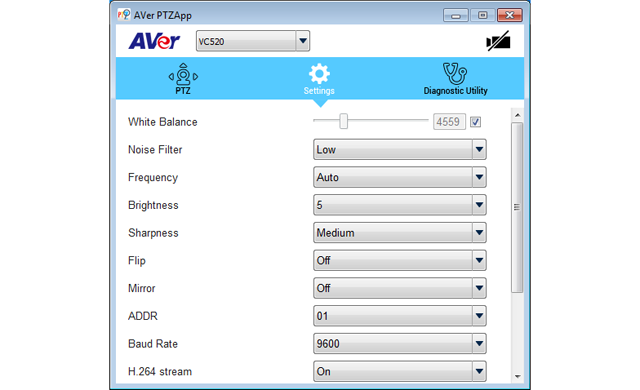 AVer PTZApp
AVer
VC520
PTZ
Settings
Diagnostic Utility
White Balance 4559
Noise Filter Low
Frequency Auto
Brightness 5
Sharpness Medium
Flip Off
Mirror Off
ADDR 01
Baud Rate 9600
H.264 stream On